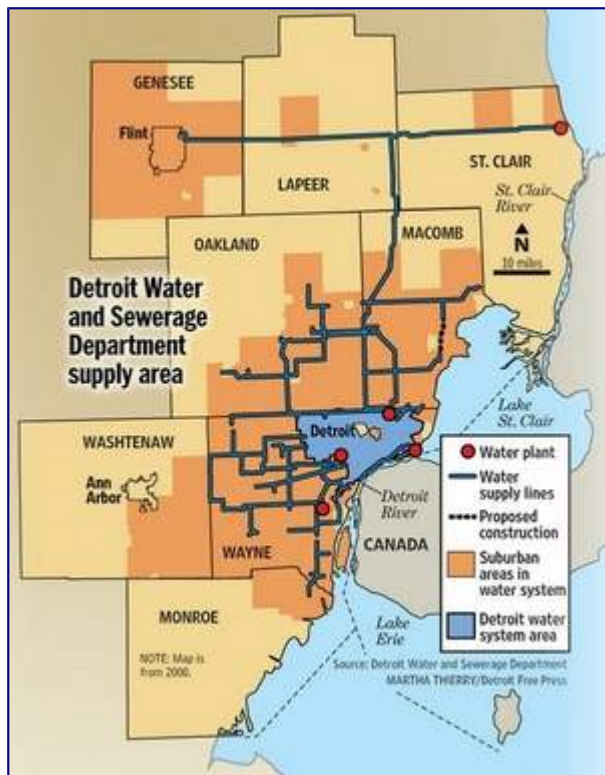 GENESEE
Flint
LAPEER
ST. CLAIR
St. Clair
River
OAKLAND
MACOMB
N
10 miles
Detroit Water
and Sewerage
Department
supply area
Lake
St. Clair
WASHTENAW
Detroit
Ann
Arbor
Detroit
River
WAYNE
CANADA
Water plant
Water
supply lines
Proposed
construction
Suburban
areas in
water system
Detroit water
system area
MONROE
Lake
Erie
NOTE: Map is
from 2000.
Source: Detroit Water and Sewerage Department
MARTHA THIERRY/Detroit Free Press